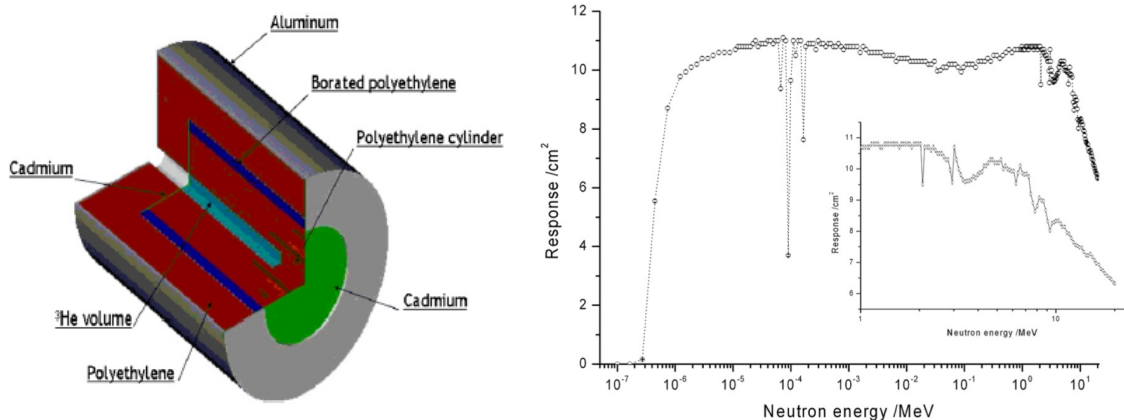 Aluminum
Borated polyethylene
Polyethylene cylinder
Cadmium
Cadmium
³He volume
Polyethylene
12
10
8
6
4
2
0
Response /cm²
10⁻⁷
10⁻⁶
10⁻⁵
10⁻⁴
10⁻³
10⁻²
10⁻¹
10⁰
10¹
Neutron energy /MeV
11
10
9
8
7
6
Response /cm²
1
10
Neutron energy /MeV